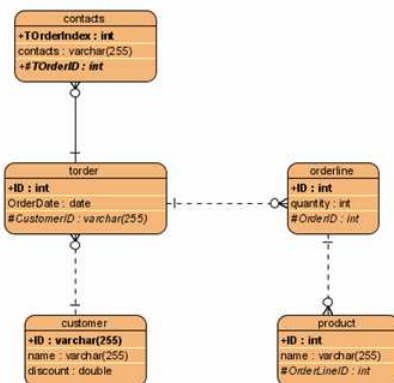 contacts
+TOrderIndex : int
contacts : varchar(255)
+#TOrderID : int
torder
+ID : int
OrderDate : date
#CustomerID : varchar(255)
orderline
+ID : int
quantity : int
#OrderID : int
customer
+ID : varchar(255)
name : varchar(255)
discount : double
product
+ID : int
name : varchar(255)
#OrderLineID : int